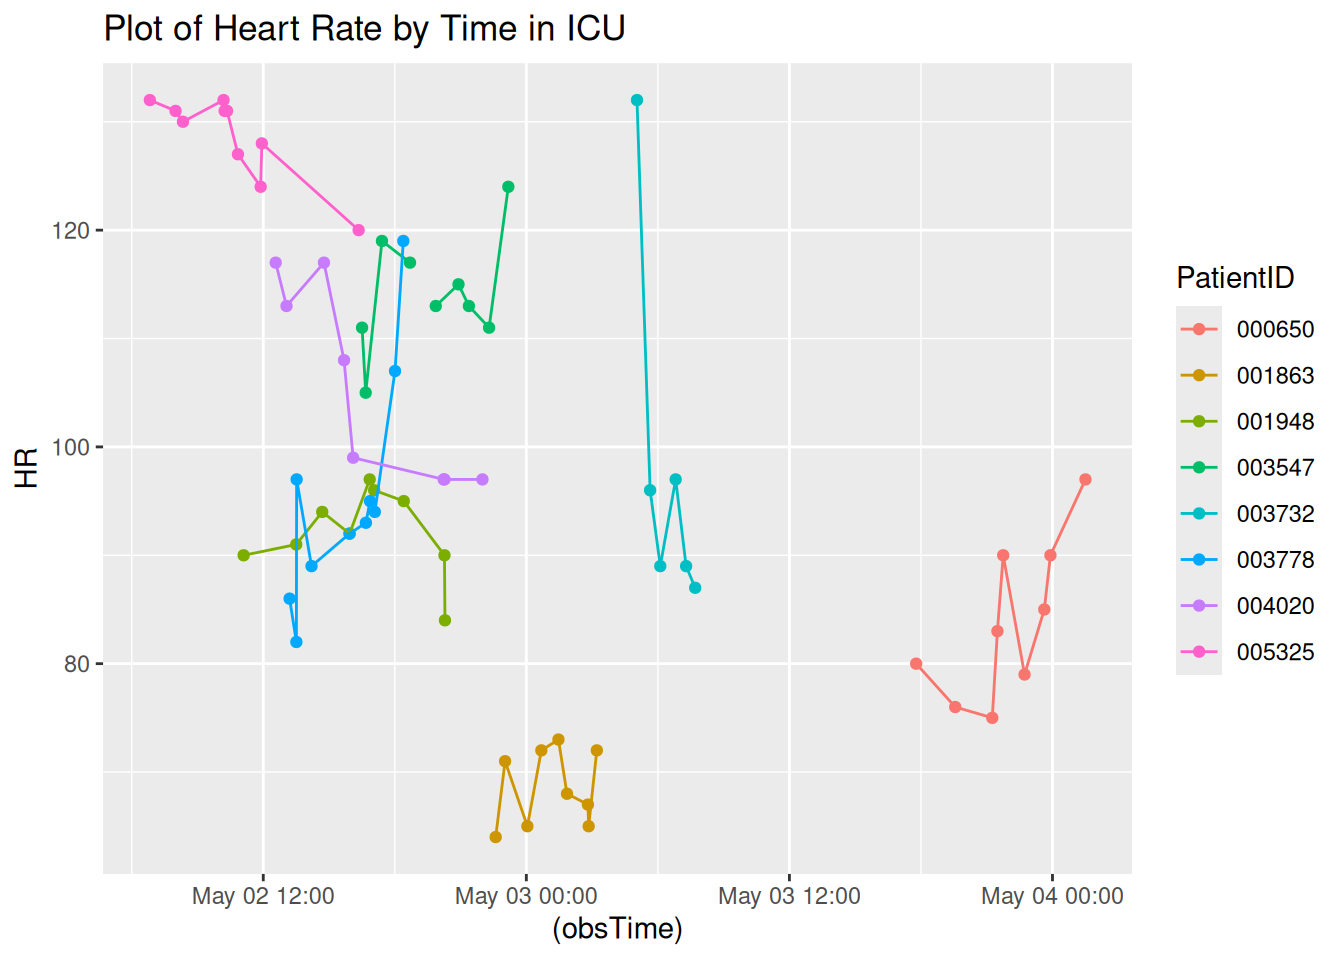 Plot of Heart Rate by Time in ICU
HR
120
100
80
May 02 12:00
May 03 00:00
May 03 12:00
May 04 00:00
(obsTime)
PatientID
000650
001863
001948
003547
003732
003778
004020
005325